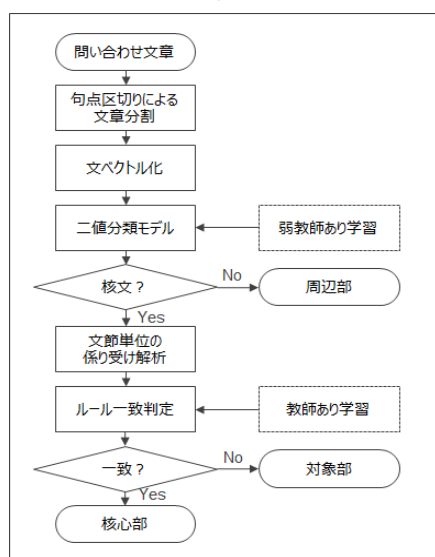 問い合わせ文章
句点区切りによる
文章分割
文ベクトル化
二値分類モデル
弱教師あり学習
核文？
No
周辺部
Yes
文節単位の
係り受け解析
ルール一致判定
教師あり学習
一致？
No
対象部
Yes
核心部